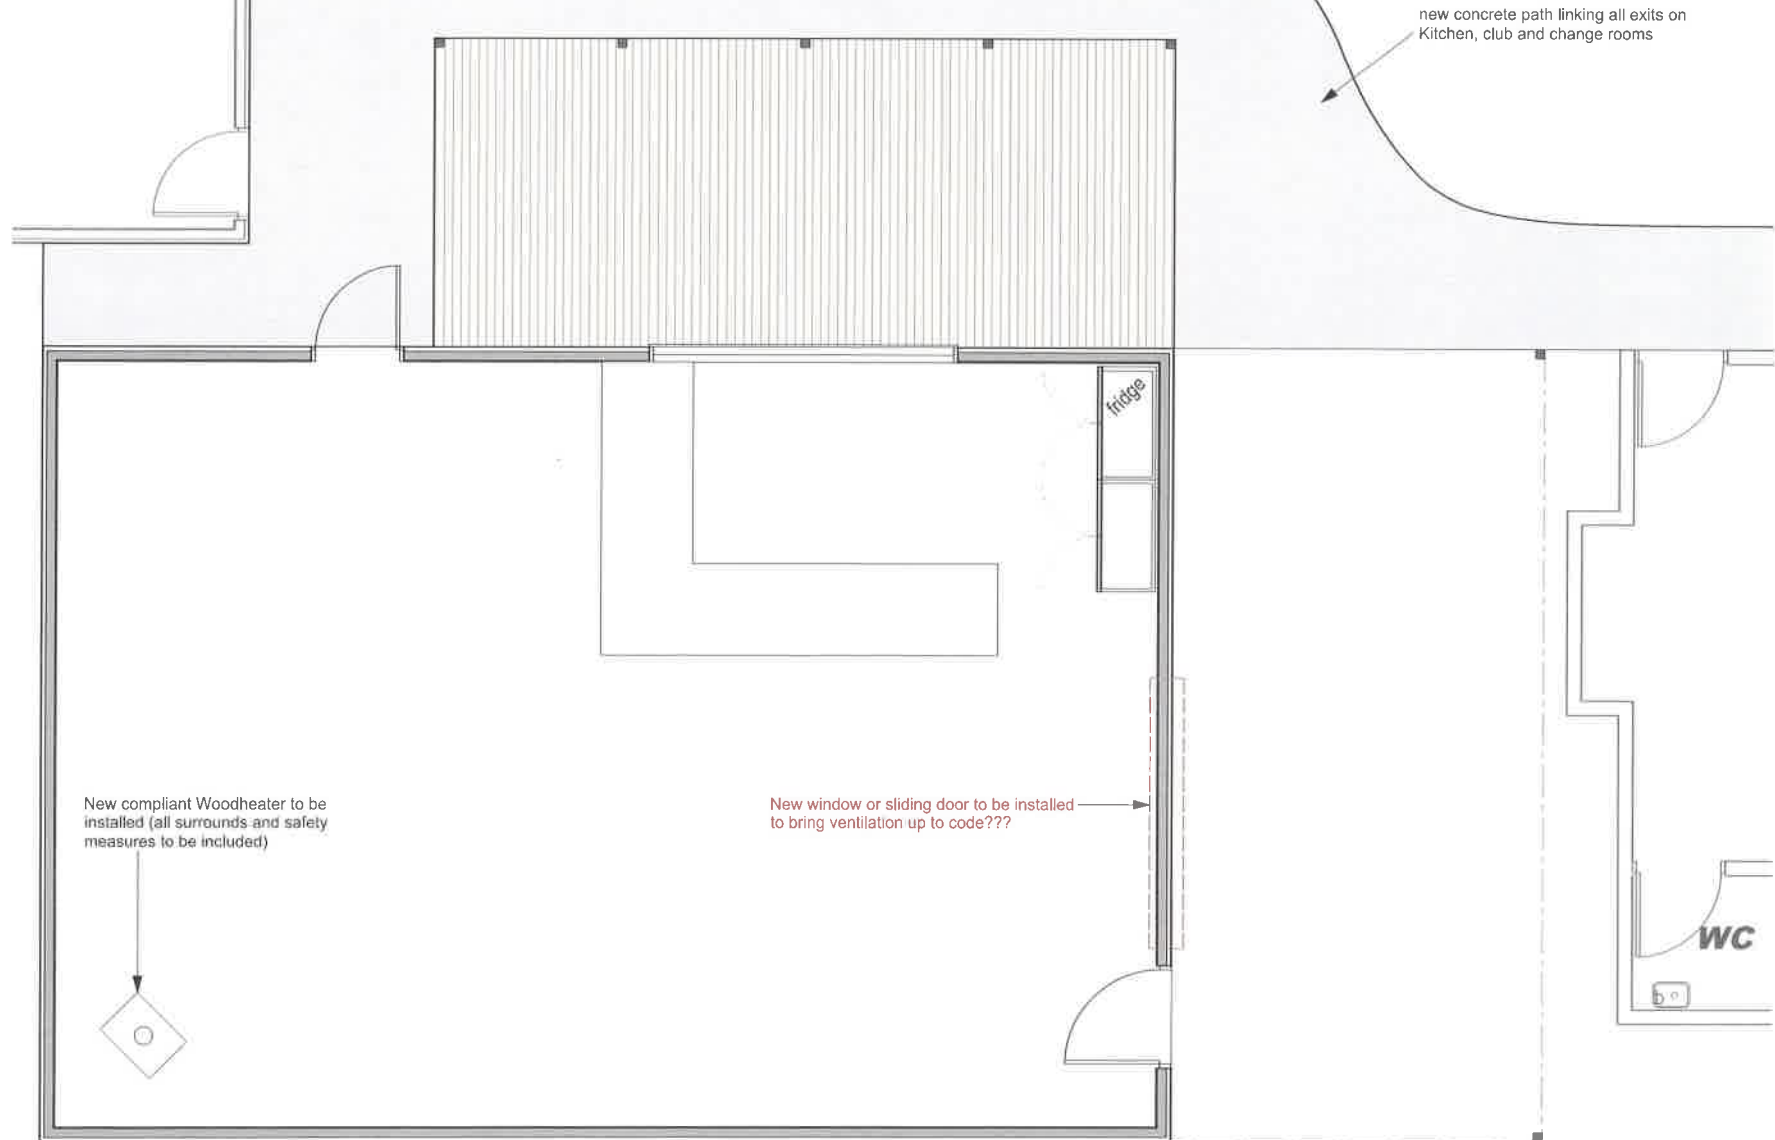 new concrete path linking all exits on
Kitchen, club and change rooms
fridge
New compliant Woodheater to be
installed (all surrounds and safety
measures to be included)
New window or sliding door to be installed
to bring ventilation up to code???
WC